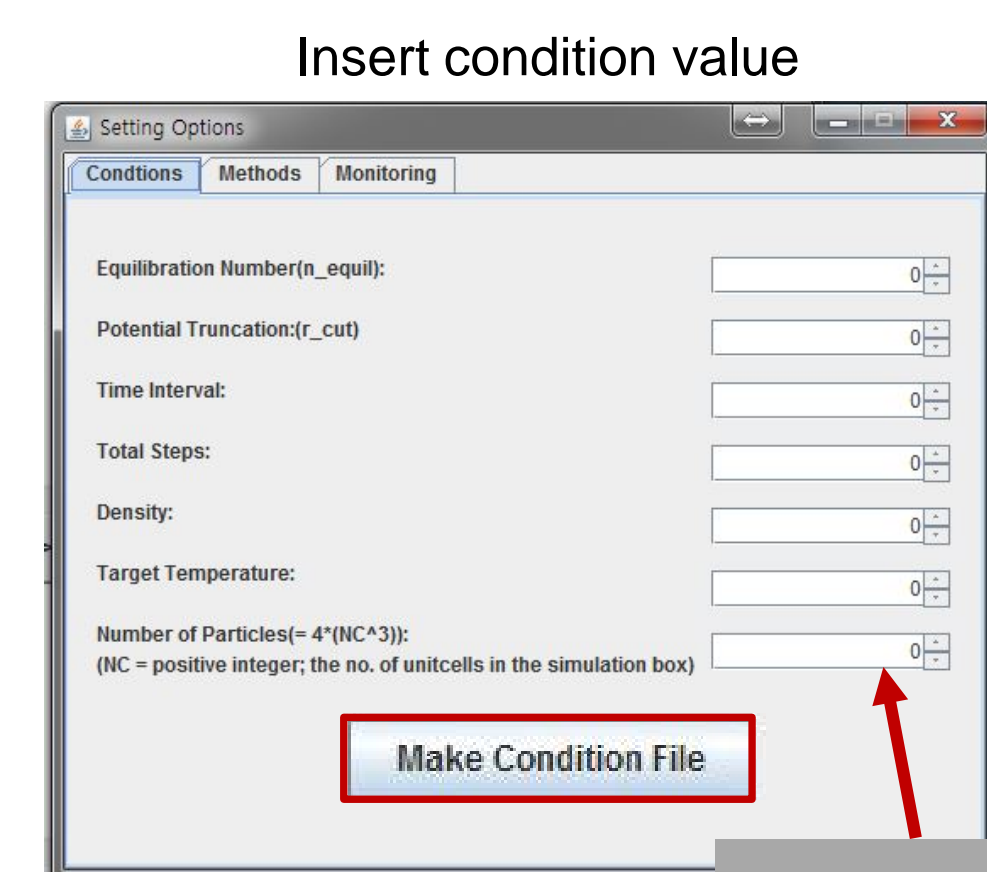 Insert condition value
Setting Options
Condtions Methods Monitoring
Equilibration Number(n_equil): 0
Potential Truncation:(r_cut) 0
Time Interval: 0
Total Steps: 0
Density: 0
Target Temperature: 0
Number of Particles(= 4*(NC^3)): 0
(NC = positive integer; the no. of unitcells in the simulation box)
Make Condition File